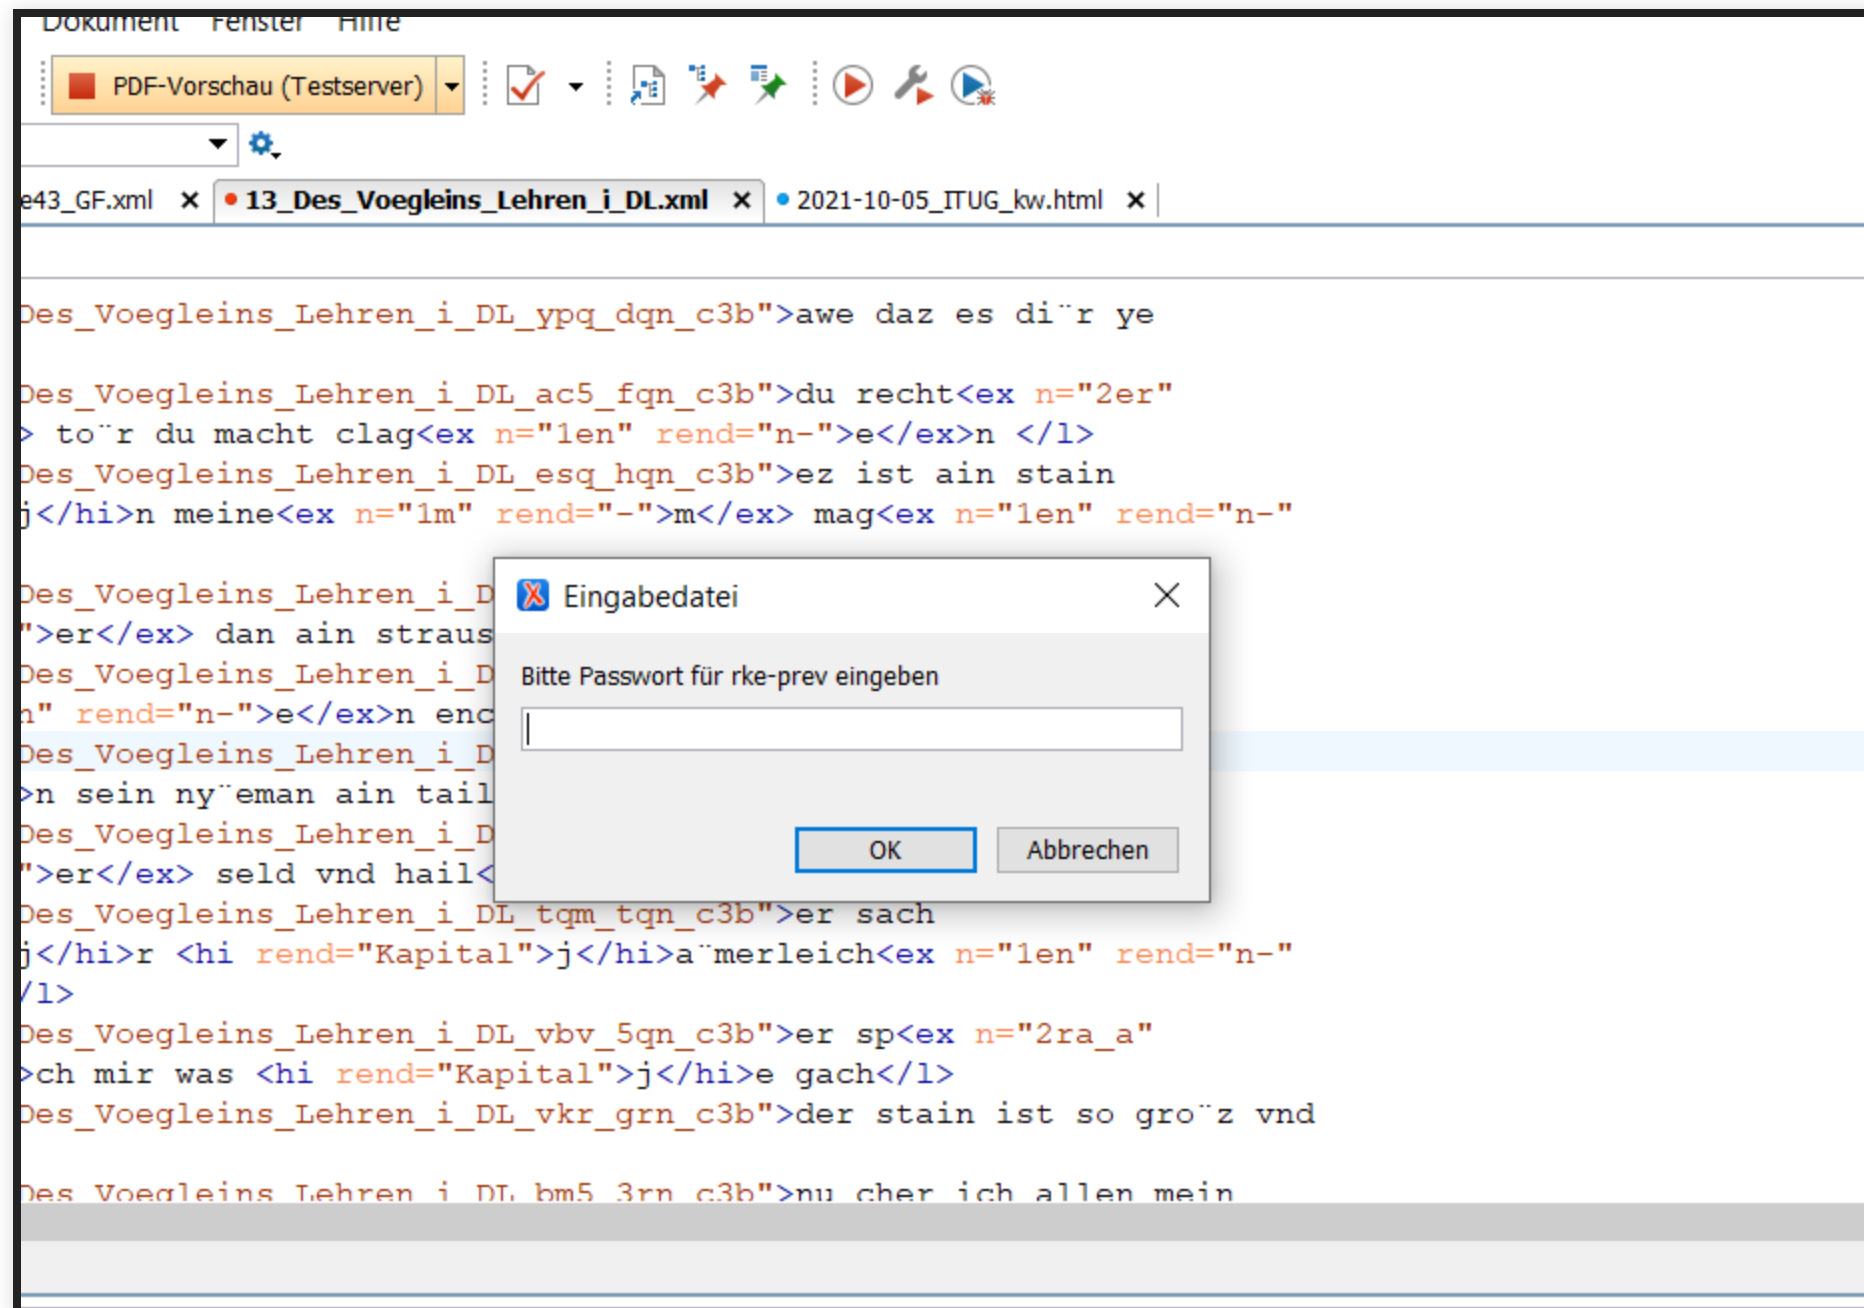 Dokument Fenster Hilfe
PDF-Vorschau (Testserver)
e43_GF.xml 13_Des_Voegleins_Lehren_i_DL.xml 2021-10-05_ITUG_kw.html
Des_Voegleins_Lehren_i_DL_ypq_dqn_c3b">awe daz es di¨r ye
Des_Voegleins_Lehren_i_DL_ac5_fqn_c3b">du recht<ex n="2er"
> to¨r du macht clag<ex n="1en" rend="n-">e</ex>n </l>
Des_Voegleins_Lehren_i_DL_esq_hqn_c3b">ez ist ain stain
j</hi>n meine<ex n="1m" rend="-">m</ex> mag<ex n="1en" rend="n-"
Des_Voegleins_Lehren_i_D
">er</ex> dan ain straus
Des_Voegleins_Lehren_i_D
n" rend="n-">e</ex>n enc
Des_Voegleins_Lehren_i_D
>n sein ny¨eman ain tail
Des_Voegleins_Lehren_i_D
">er</ex> seld vnd hail<
Eingabedatei
Bitte Passwort für rke-prev eingeben
OK Abbrechen
Des_Voegleins_Lehren_i_DL_tqm_tqn_c3b">er sach
j</hi>r <hi rend="Kapital">j</hi>a¨merleich<ex n="1en" rend="n-"
/l>
Des_Voegleins_Lehren_i_DL_vbv_5qn_c3b">er sp<ex n="2ra_a"
>ch mir was <hi rend="Kapital">j</hi>e gach</l>
Des_Voegleins_Lehren_i_DL_vkr_grn_c3b">der stain ist so gro¨z vnd
Des_Voegleins_Lehren_i_DL_bm5_3rn_c3b">nu cher ich allen mein